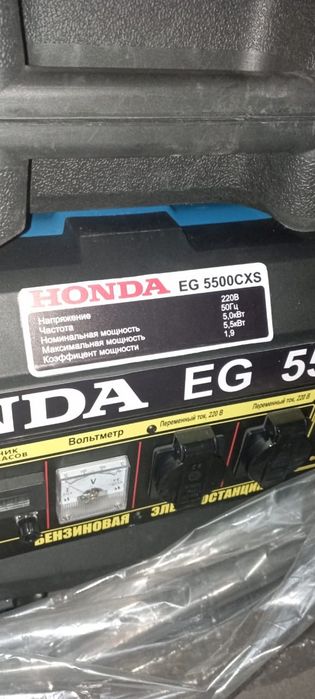 HONDA EG 5500CXS
Напряжение 220В
Частота 50Гц
Номинальная мощность 5,0кВт
Максимальная мощность 5,5кВт
Коэффицент мощности 1,9
NDA EG 55
Вольтметр
Переменный ток, 220 В
Переменный ток, 220 В
V
БЕНЗИНОВАЯ